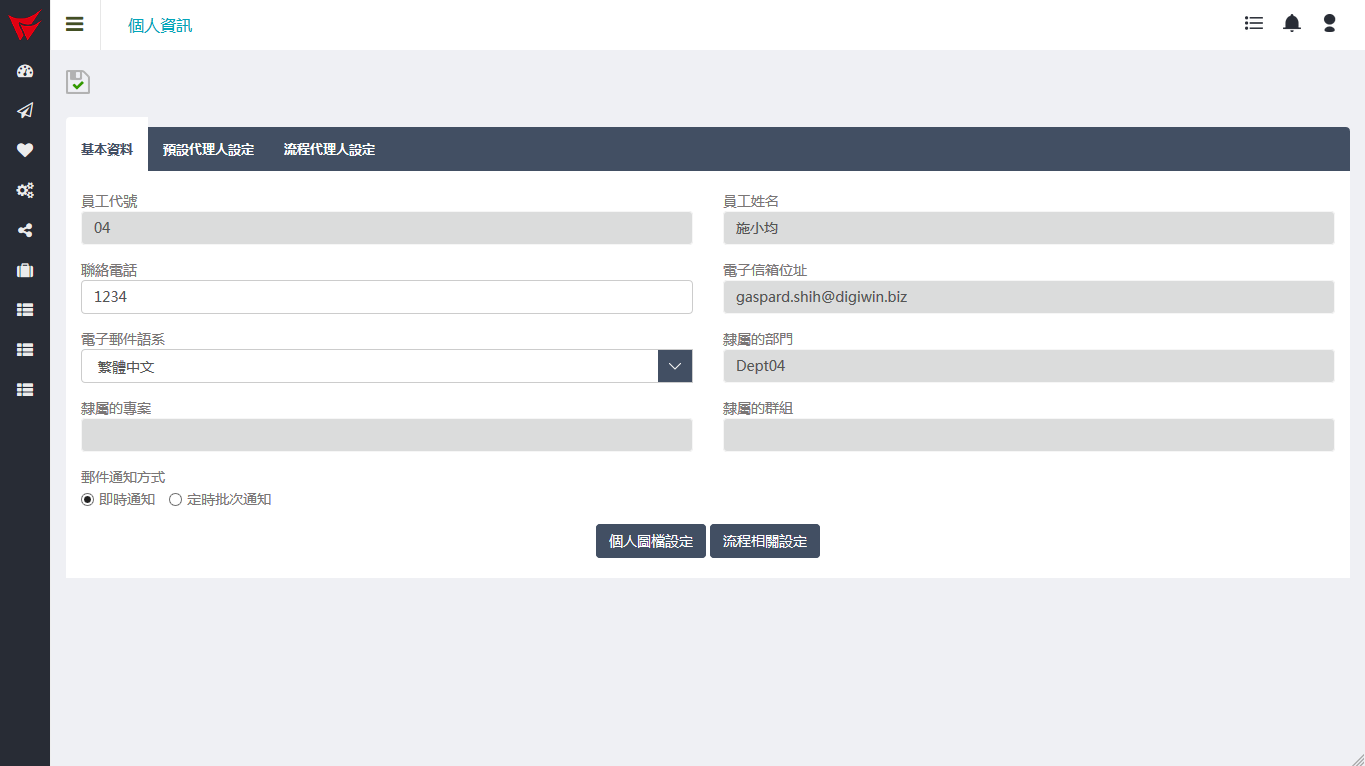 個人資訊
基本資料 預設代理人設定 流程代理人設定
員工代號 員工姓名
04 施小均
聯絡電話 電子信箱位址
1234 gaspard.shih@digiwin.biz
電子郵件語系 隸屬的部門
繁體中文 Dept04
隸屬的專案 隸屬的群組
郵件通知方式
即時通知 定時批次通知
個人圖檔設定 流程相關設定